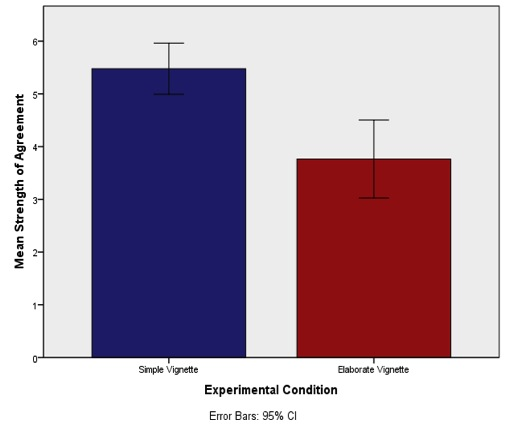 Mean Strength of Agreement
6
5
4
3
2
1
0
Simple Vignette
Elaborate Vignette
Experimental Condition
Error Bars: 95% CI